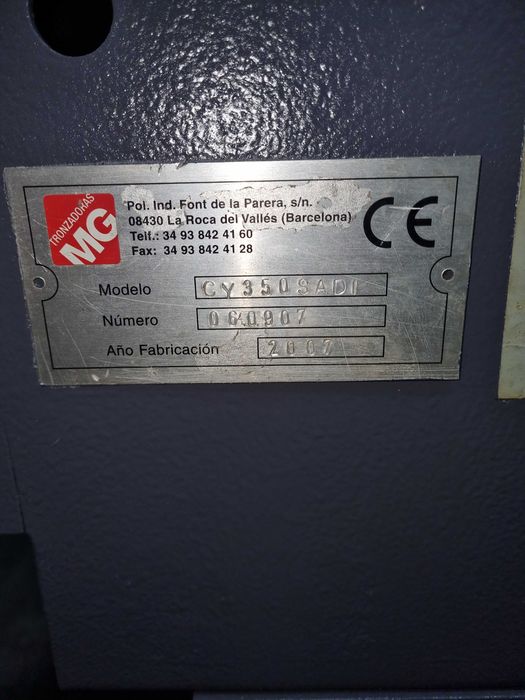 TRONZADORAS
MG
Pol. Ind. Font de la Parera, s/n.
08430 La Roca del Vallés (Barcelona)
Telf.: 34 93 842 41 60
Fax: 34 93 842 41 28
CE
Modelo CY350SADI
Número 060907
Año Fabricación 2007